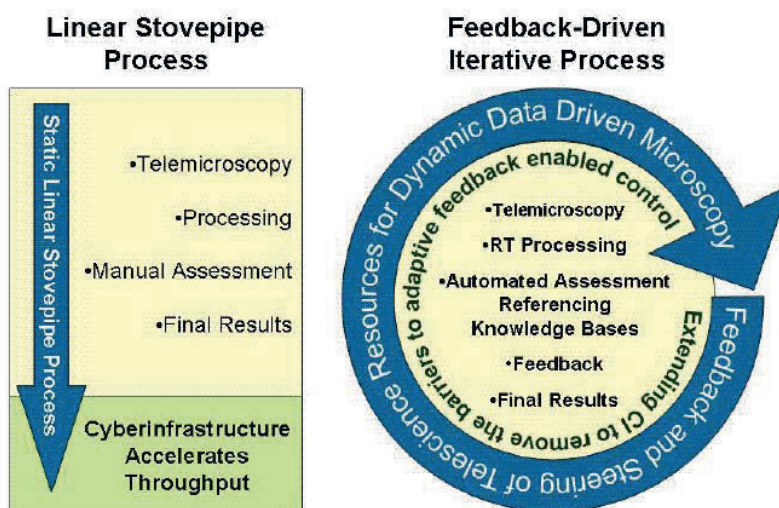 Linear Stovepipe
Process
Static Linear Stovepipe Process
•Telemicroscopy
•Processing
•Manual Assessment
•Final Results
Cyberinfrastructure
Accelerates
Throughput
Feedback-Driven
Iterative Process
Feedback and Steering of Telescience Resources for Dynamic Data Driven Microscopy
Extending CI to remove the barriers to adaptive feedback enabled control
•Telemicroscopy
•RT Processing
•Automated Assessment
Referencing
Knowledge Bases
•Feedback
•Final Results